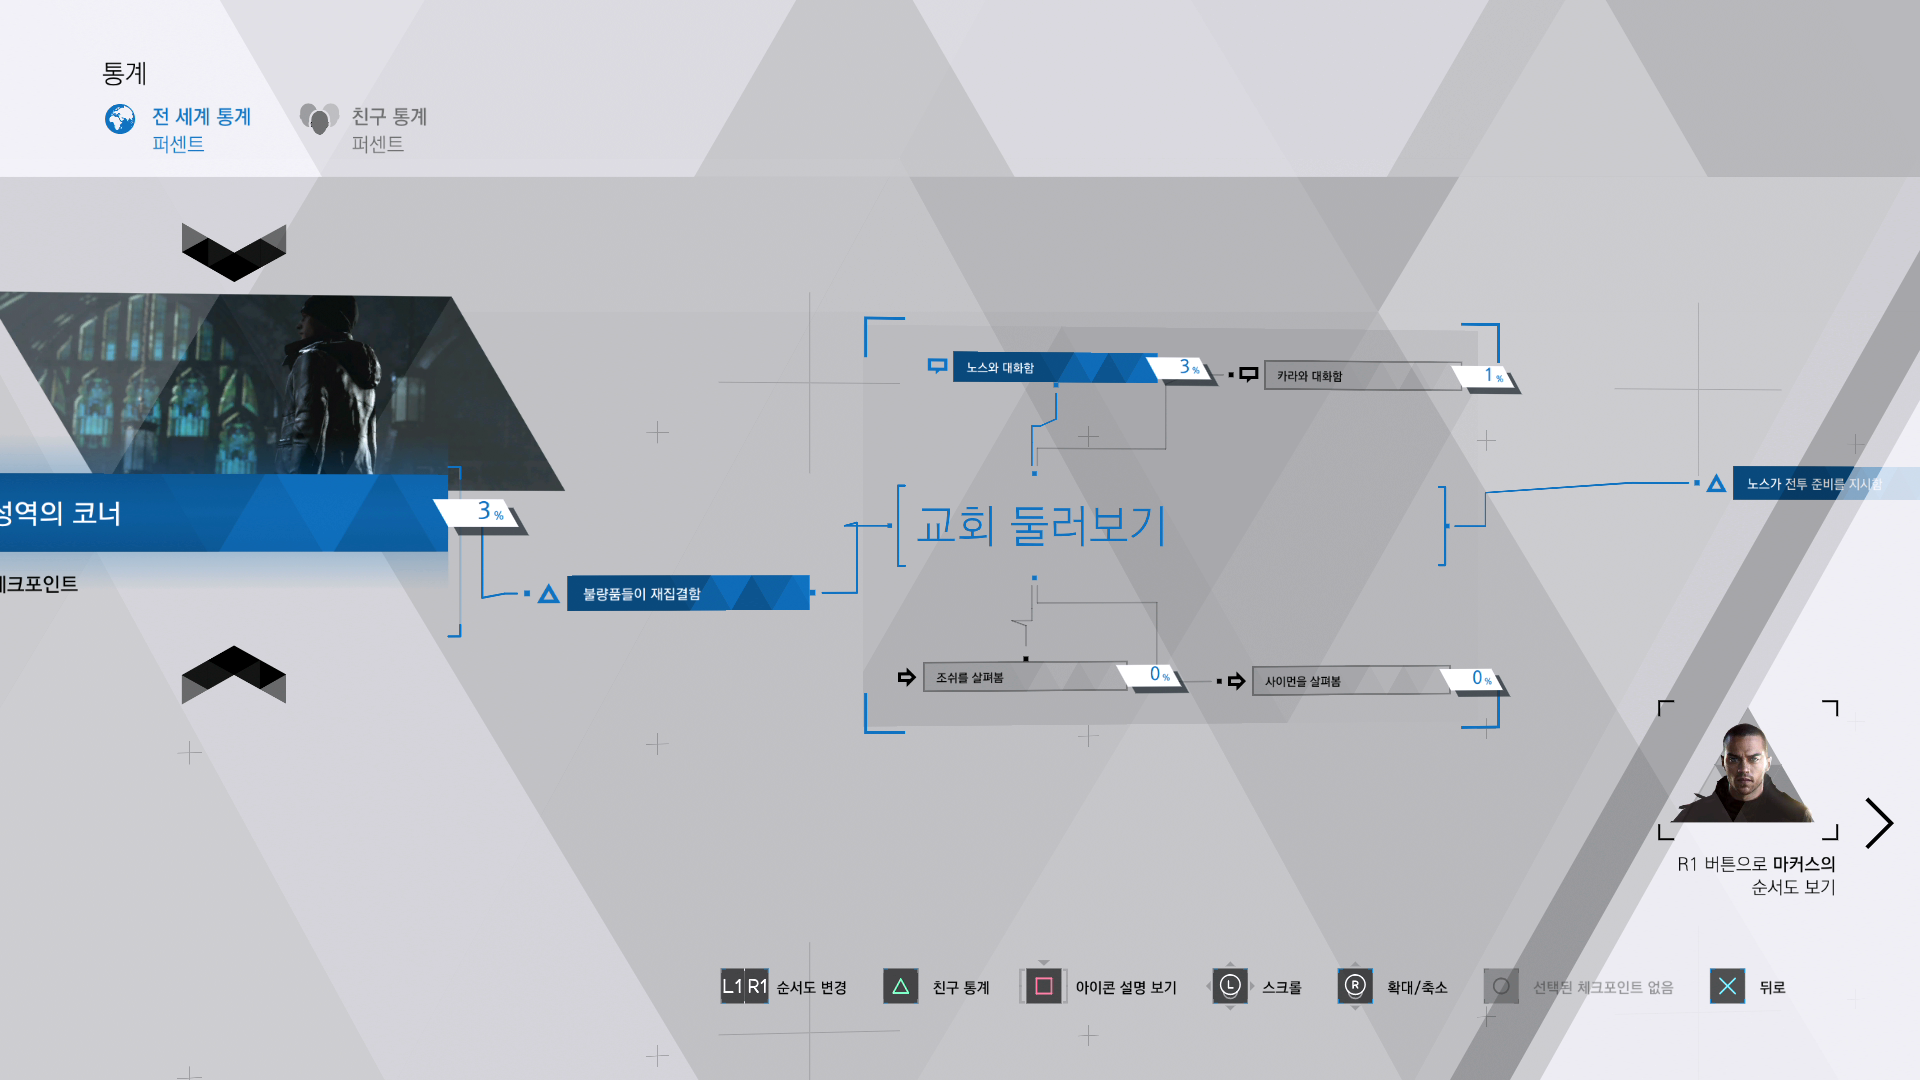 통계
전 세계 통계
퍼센트
친구 통계
퍼센트
노스와 대화함
3%
카라와 대화함
1%
성역의 코너
3%
체크포인트
불량품들이 재집결함
교회 둘러보기
노스가 전투 준비를 지시함
조쉬를 살펴봄
0%
사이먼을 살펴봄
0%
R1 버튼으로 마커스의
순서도 보기
L1 R1 순서도 변경
친구 통계
아이콘 설명 보기
L 스크롤
R 확대/축소
선택된 체크포인트 없음
뒤로